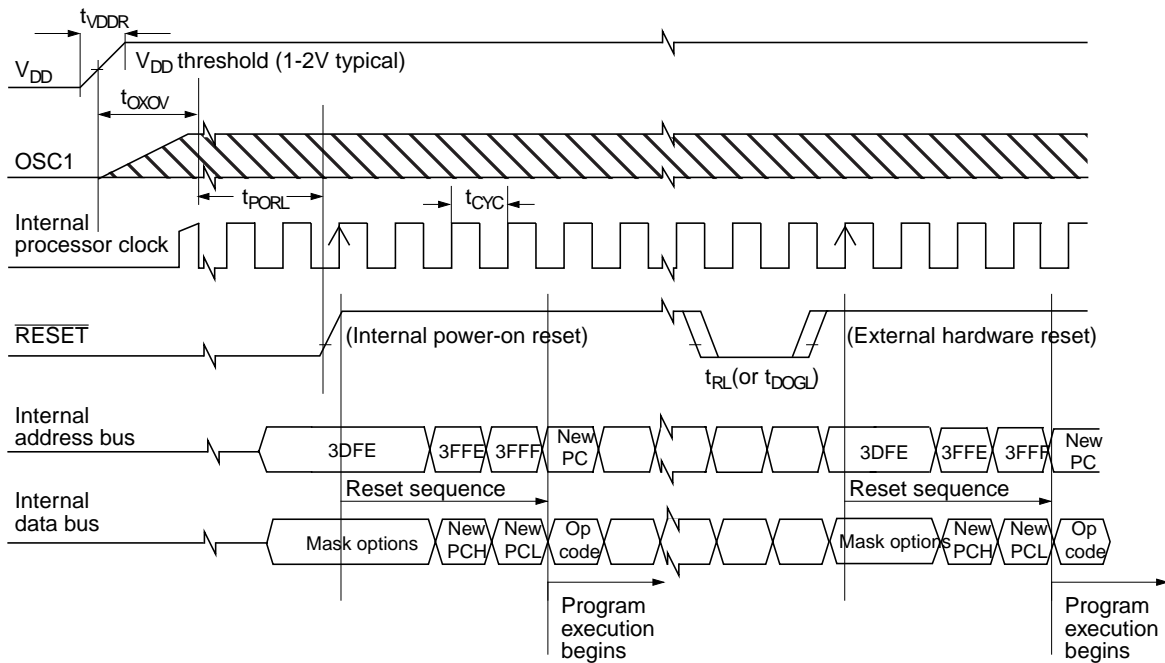 tVDDR
VDD threshold (1-2V typical)
VDD
tOXOV
OSC1
tPORL
tCYC
Internal
processor clock
RESET
(Internal power-on reset)
(External hardware reset)
tRL(or tDOGL)
Internal
address bus
3DFE
3FFE
3FFF
New
PC
3DFE
3FFE
3FFF
New
PC
Reset sequence
Reset sequence
Internal
data bus
Mask options
New
PCH
New
PCL
Op
code
Mask options
New
PCH
New
PCL
Op
code
Program
execution
begins
Program
execution
begins